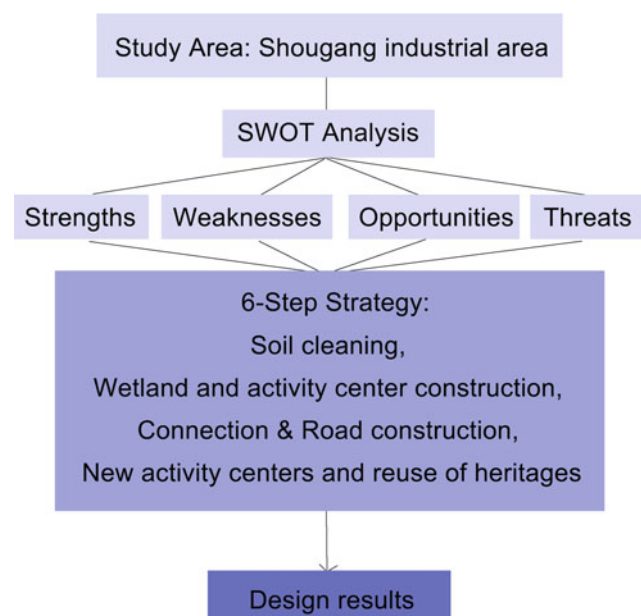 Study Area: Shougang industrial area
SWOT Analysis
Strengths
Weaknesses
Opportunities
Threats
6-Step Strategy:
Soil cleaning,
Wetland and activity center construction,
Connection & Road construction,
New activity centers and reuse of heritages
Design results